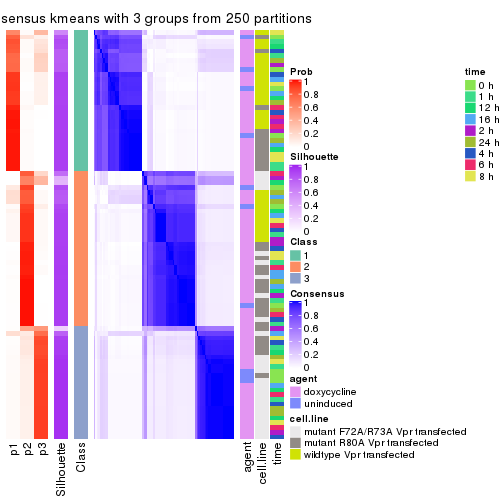 sensus kmeans with 3 groups from 250 partitions
Prob
0.8
0.6
0.4
0.2
0
Silhouette
1
0.8
0.6
0.4
0.2
0
Class
1
2
3
Consensus
1
0.8
0.6
0.4
0.2
0
agent
doxycycline
uninduced
cell.line
mutant F72A/R73A Vpr transfected
mutant R80A Vpr transfected
wildtype Vpr transfected
time
0 h
1 h
12 h
16 h
2 h
24 h
4 h
6 h
8 h
p1
p2
p3
Silhouette
Class
agent
cell.line
time